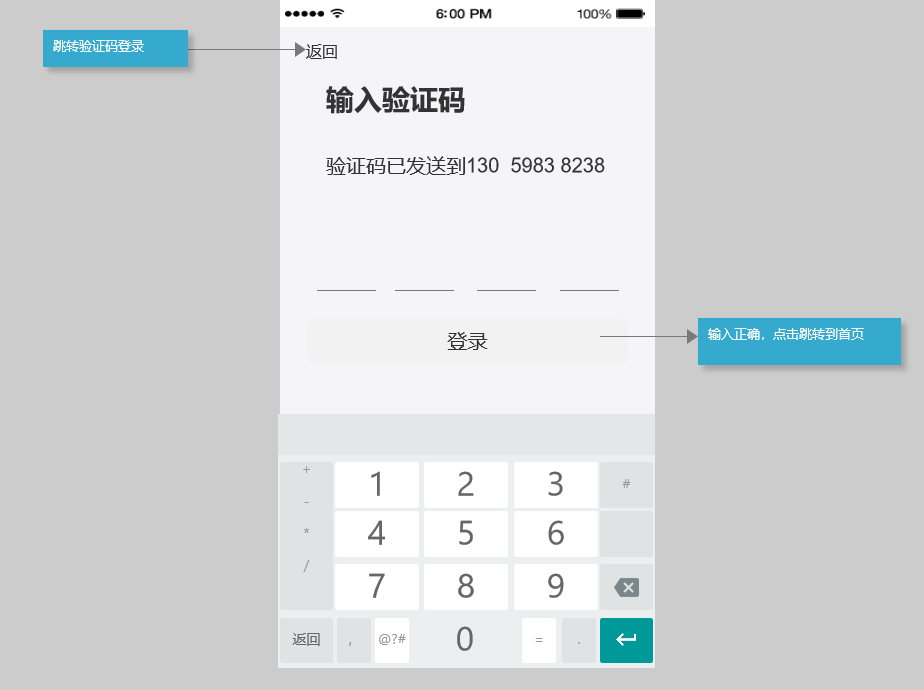 6:00 PM 100%
跳转验证码登录
返回
输入验证码
验证码已发送到130 5983 8238
输入正确，点击跳转到首页
登录
+ 1 2 3 #
-
* 4 5 6
/
7 8 9
返回 , @?# 0 = .